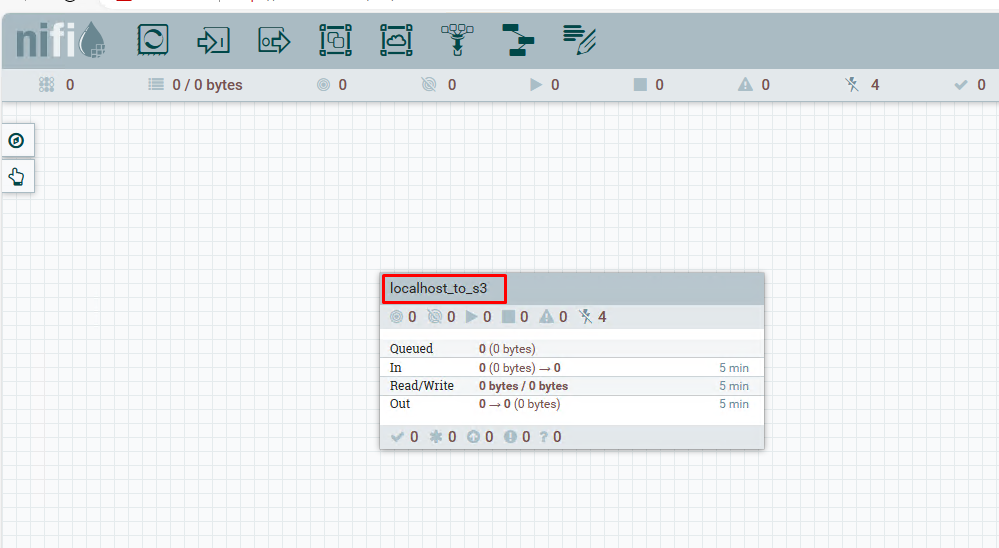 nifi
0 0 / 0 bytes 0 0 0 0 0 4 0
localhost_to_s3
0 0 0 0 0 4
Queued 0 (0 bytes)
In 0 (0 bytes) → 0 5 min
Read/Write 0 bytes / 0 bytes 5 min
Out 0 → 0 (0 bytes) 5 min
0 0 0 0 ? 0